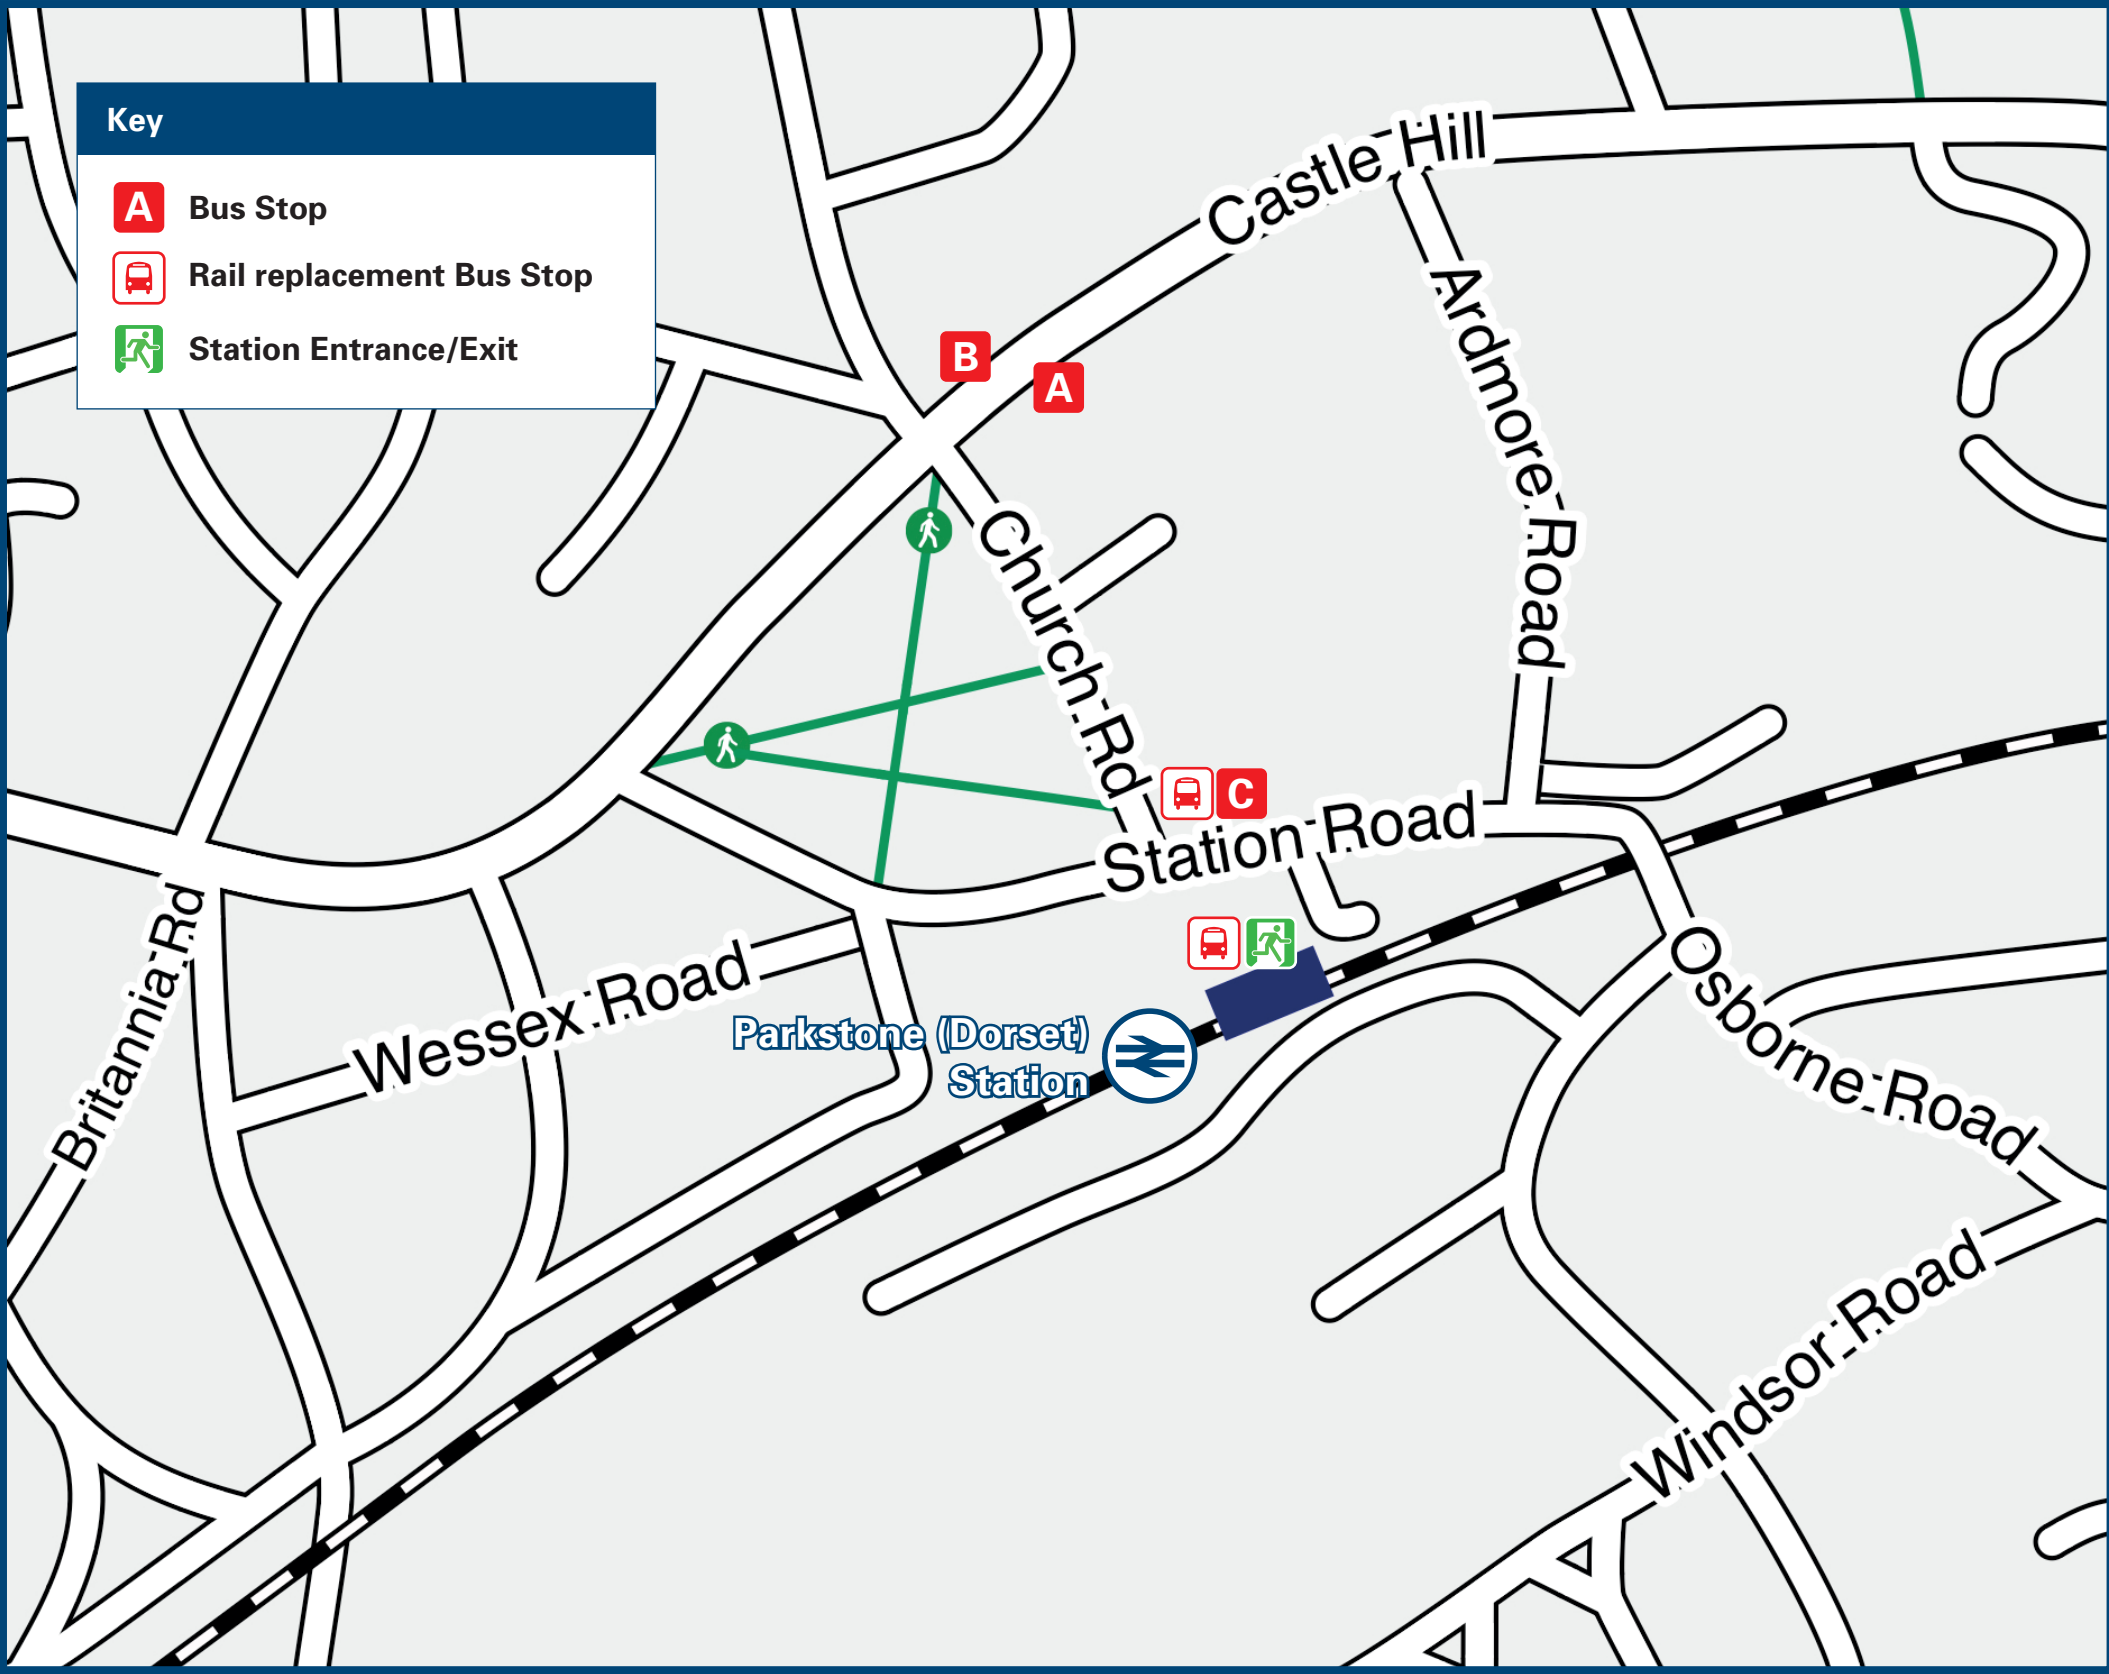 Key
A Bus Stop
Rail replacement Bus Stop
Station Entrance/Exit
Castle Hill
B
A
Ardmore Road
Church Rd
C
Station Road
Britannia Rd
Wessex Road
Parkstone (Dorset)
Station
Osborne Road
Windsor Road